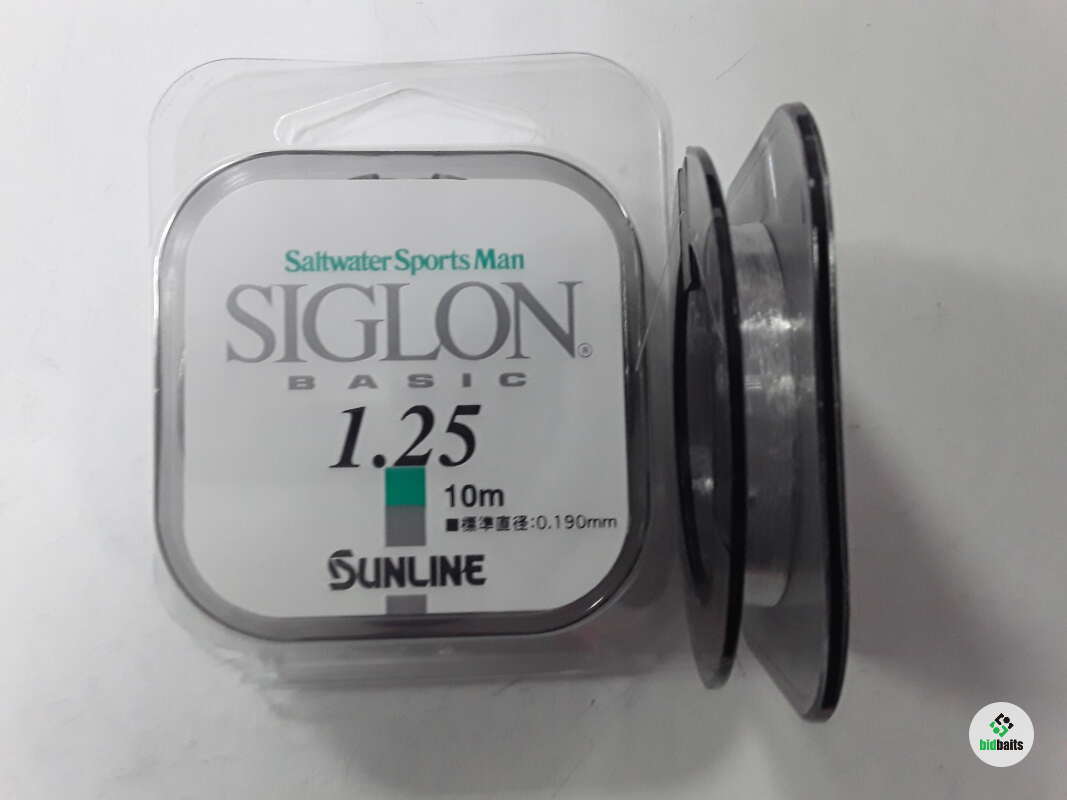 Saltwater Sports Man
SIGLON®
BASIC
1.25
10m
■標準直径:0.190mm
SUNLINE
bidbaits